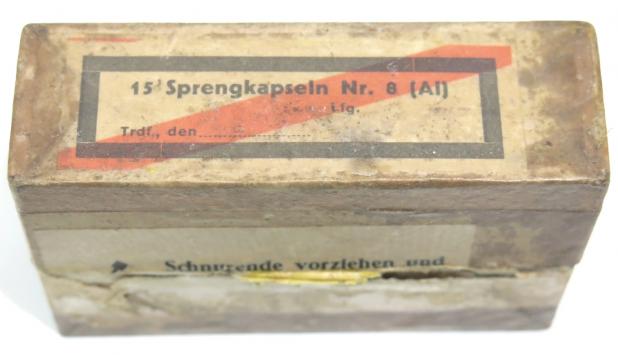 15 Sprengkapseln Nr. 8 (Al)
Lfg.
Trdf., den
Schnurende vorziehen und